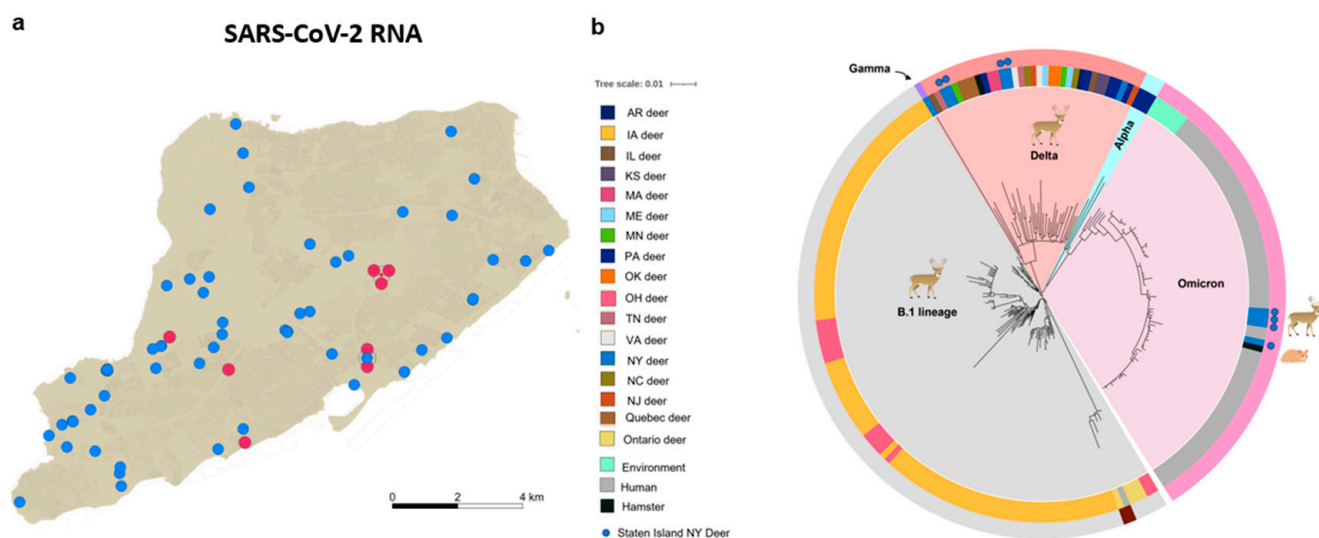 a
SARS-CoV-2 RNA
0 2 4 km
b
Tree scale: 0.01
AR deer
IA deer
IL deer
KS deer
MA deer
ME deer
MN deer
PA deer
OK deer
OH deer
TN deer
VA deer
NY deer
NC deer
NJ deer
Quebec deer
Ontario deer
Environment
Human
Hamster
Staten Island NY Deer
Gamma
Delta
Alpha
Omicron
B.1 lineage